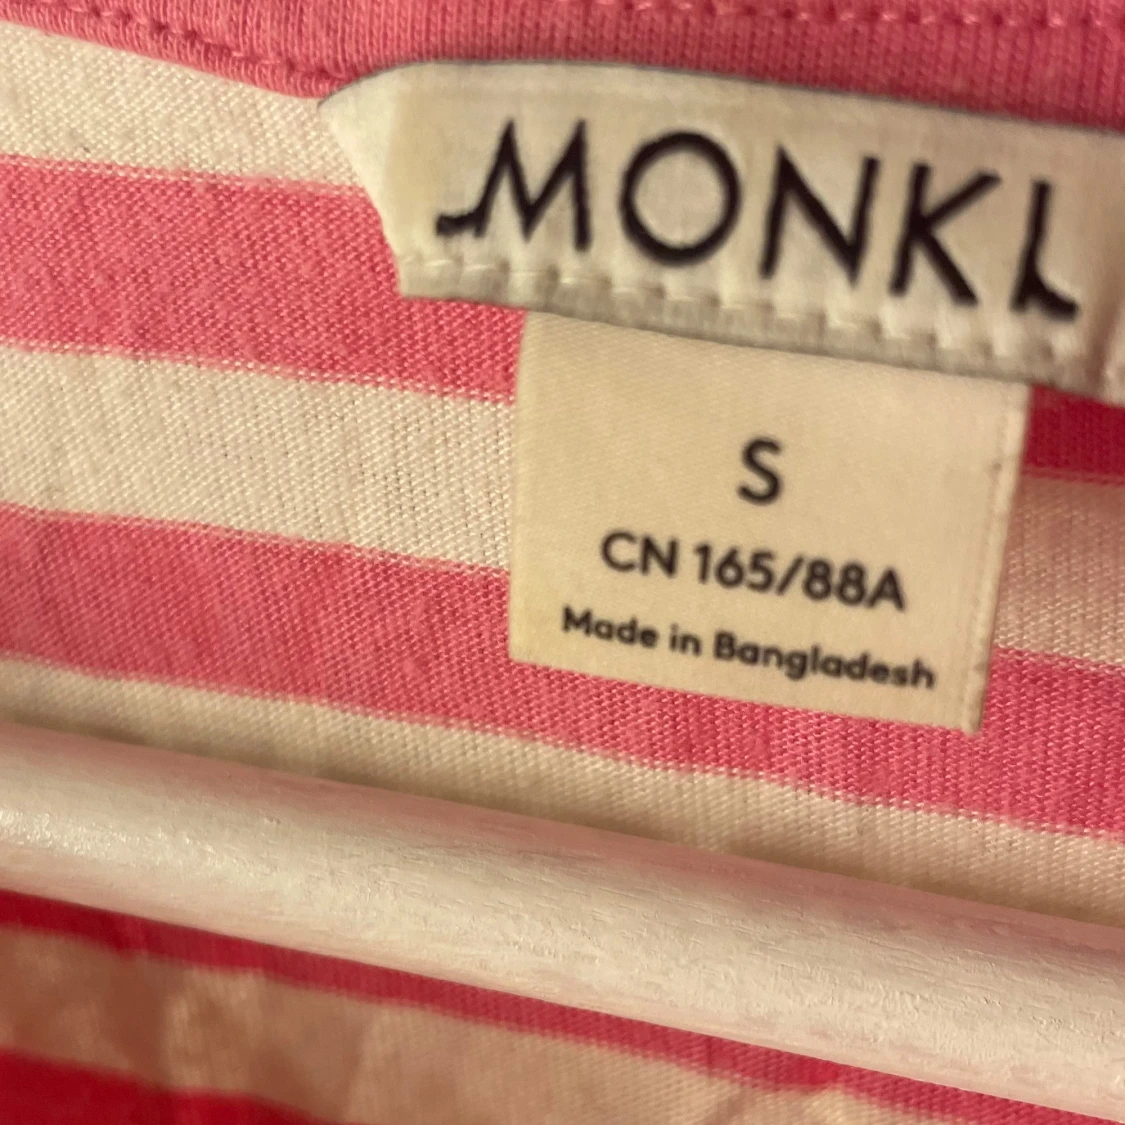 MONKI
S
CN 165/88A
Made in Bangladesh